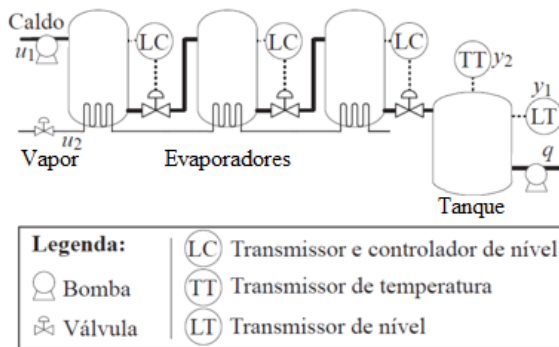 Caldo
u1
LC
LC
LC
TT y2
y1
LT
u2
Vapor
Evaporadores
q
Tanque
Legenda:
Bomba
Válvula
LC Transmissor e controlador de nível
TT Transmissor de temperatura
LT Transmissor de nível